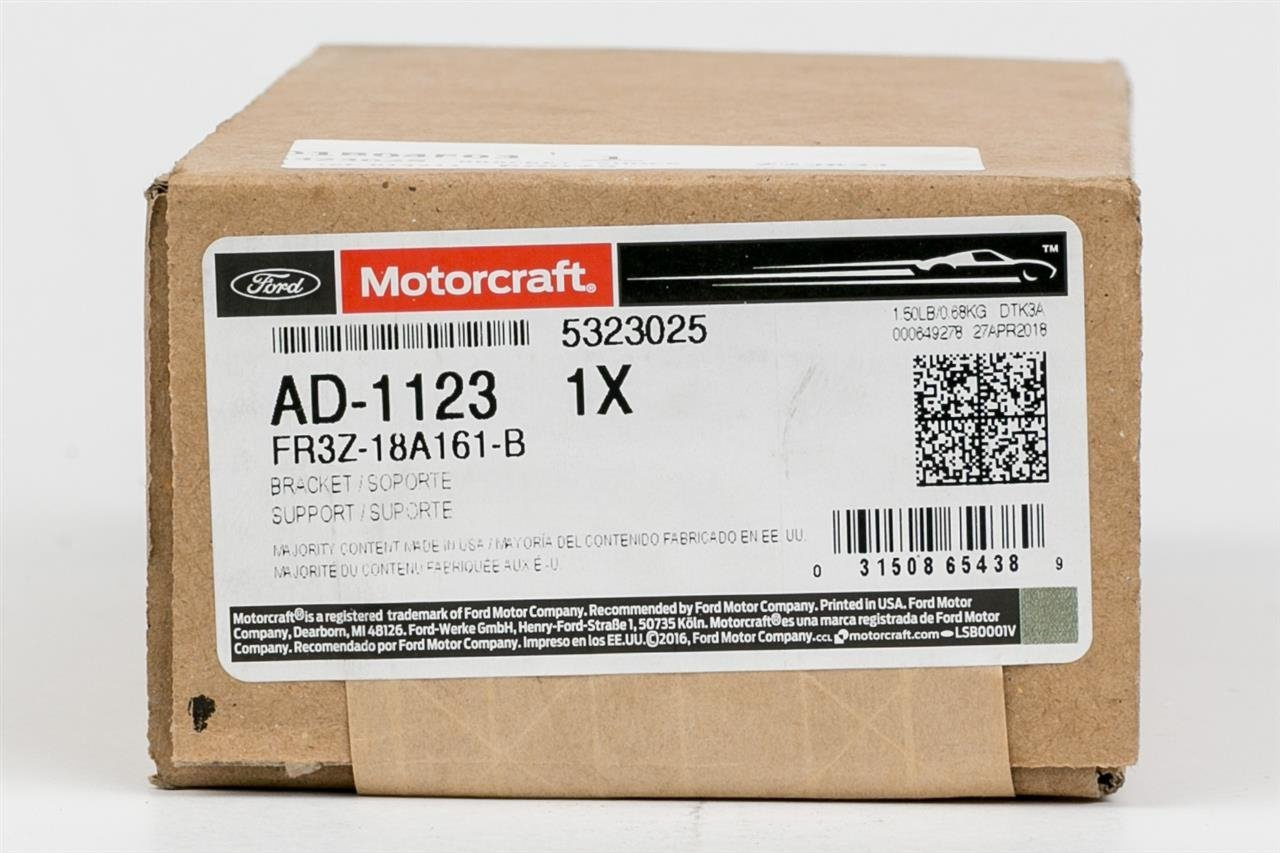 Ford
Motorcraft®
TM
5323025
1.50LB/0.68KG DTK3A
000649278 27APR2018
AD-1123 1X
FR3Z-18A161-B
BRACKET / SOPORTE
SUPPORT / SUPORTE
MAJORITY CONTENT MADE IN USA / MAYORÍA DEL CONTENIDO FABRICADO EN EE. UU.
MAJORITÉ DU CONTENU FABRIQUÉE AUX É.-U.
0 31508 65438 9
Motorcraft® is a registered trademark of Ford Motor Company. Recommended by Ford Motor Company. Printed in USA. Ford Motor
Company, Dearborn, MI 48126. Ford-Werke GmbH, Henry-Ford-Straße 1, 50735 Köln. Motorcraft® es una marca registrada de Ford Motor
Company. Recomendado por Ford Motor Company. Impreso en los EE.UU. ©2016, Ford Motor Company. CCL motorcraft.com LSB0001V